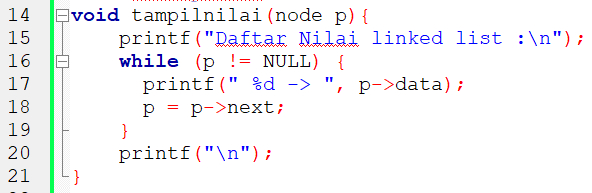 14 void tampilnilai(node p){
15 printf("Daftar Nilai linked list :\n");
16 while (p != NULL) {
17 printf(" %d -> ", p->data);
18 p = p->next;
19 }
20 printf("\n");
21 }